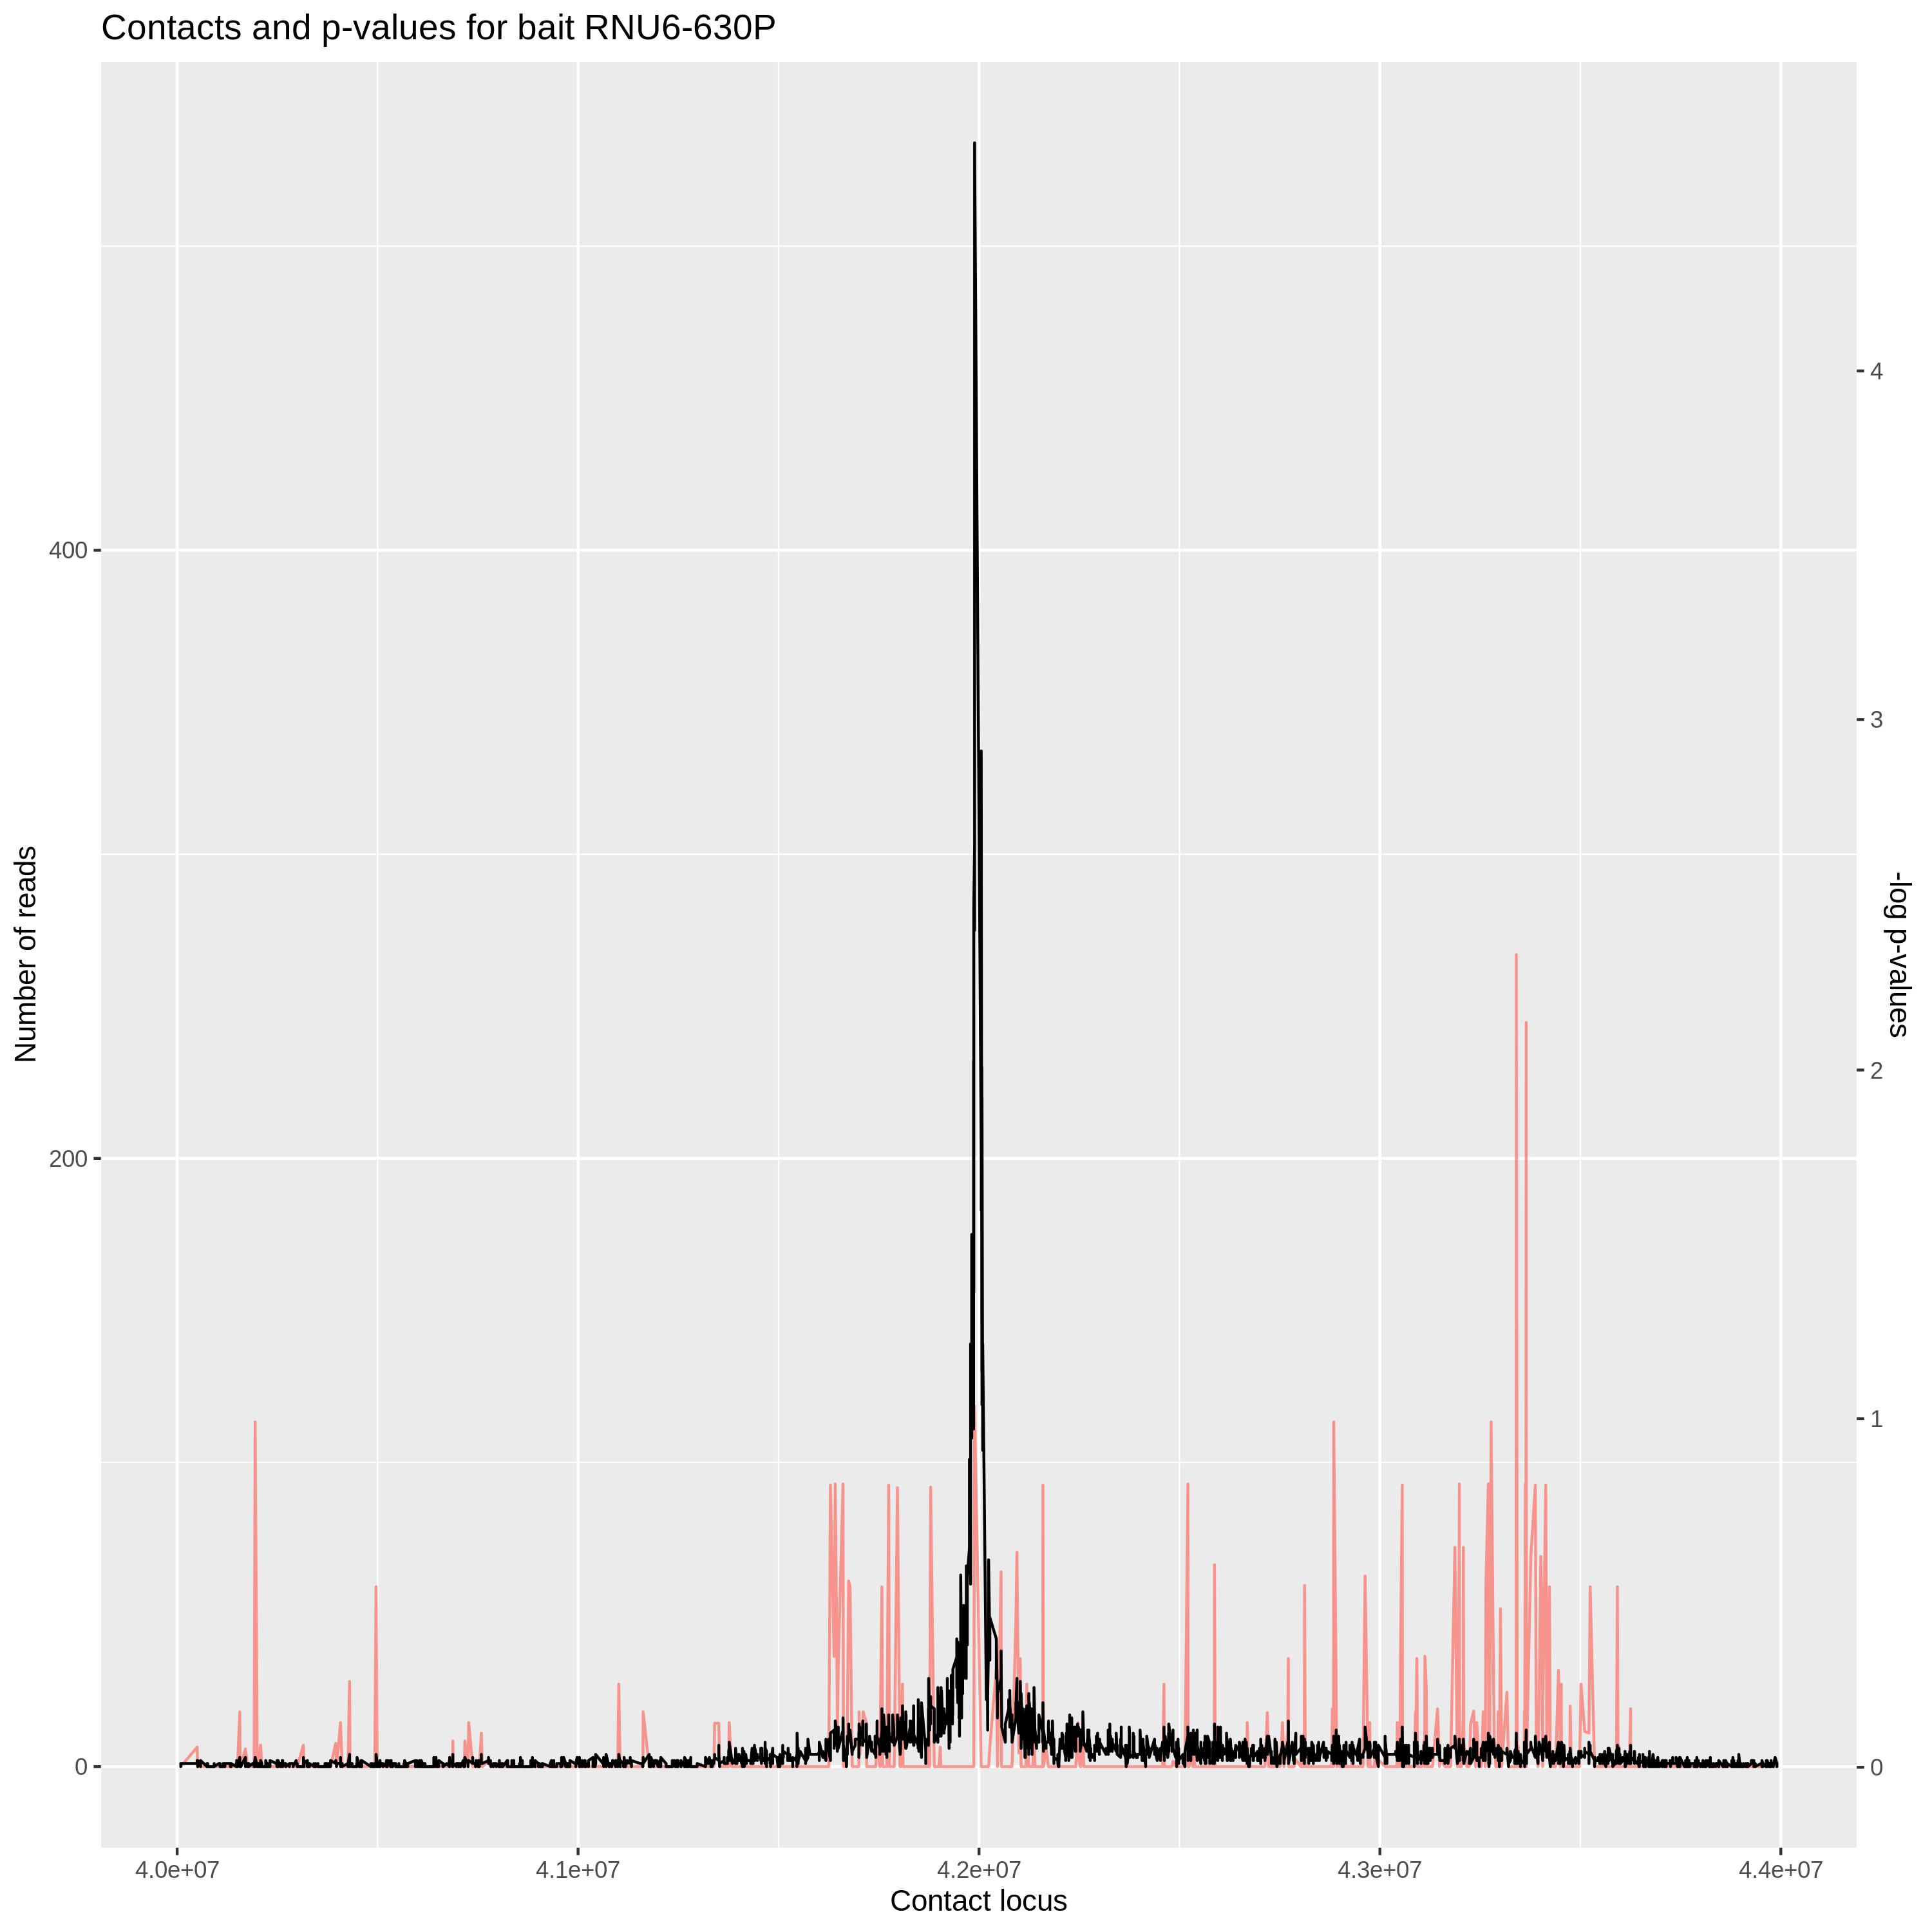 Contacts and p-values for bait RNU6-630P
Number of reads
400
200
0
4
3
2
1
0
-log p-values
4.0e+07 4.1e+07 4.2e+07 4.3e+07 4.4e+07
Contact locus